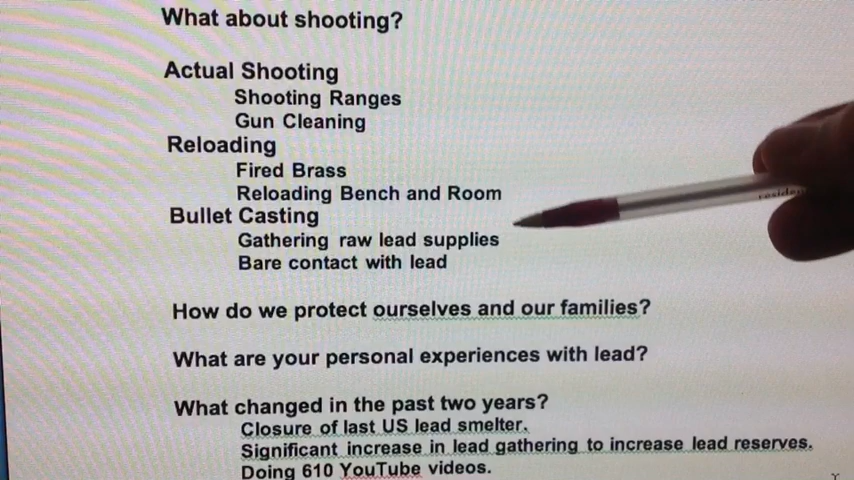 What about shooting?
Actual Shooting
Shooting Ranges
Gun Cleaning
Reloading
Fired Brass
Reloading Bench and Room
Bullet Casting
Gathering raw lead supplies
Bare contact with lead
How do we protect ourselves and our families?
What are your personal experiences with lead?
What changed in the past two years?
Closure of last US lead smelter.
Significant increase in lead gathering to increase lead reserves.
Doing 610 YouTube videos.